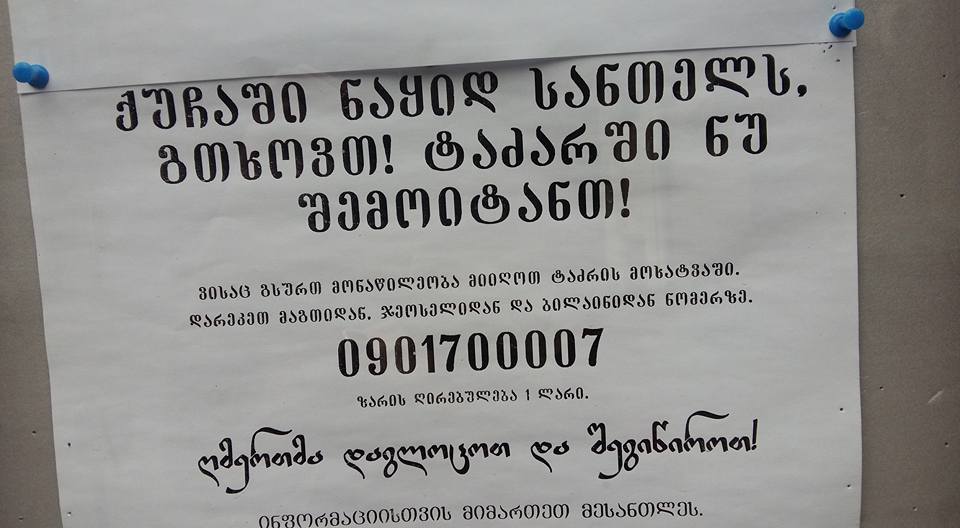 ქუჩაში ნაყიდ სანთელს,
გთხოვთ! ტაძარში ნუ
შემოიტანთ!
ვისაც გსურთ მონაწილეობა მიიღოთ ტაძრის მოხატვაში.
დარეკეთ მაგთიდან, ჯეოსელიდან და ბილაინიდან ნომერზე.
0901700007
ზარის ღირებულება 1 ლარი.
ღმერთმა დაგლოცოთ და შეგიწიროთ!
ინფორმაციისთვის მიმართეთ მესანთლეს.